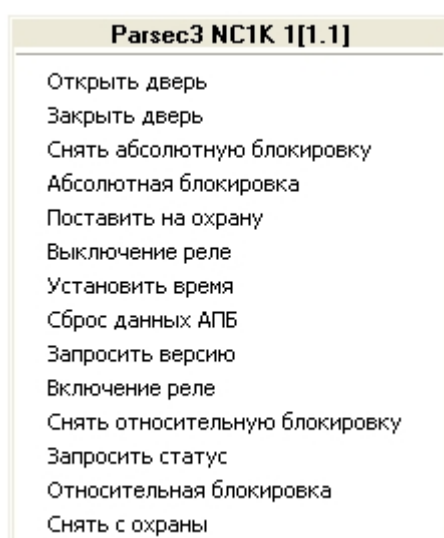 Parsec3 NC1K 1[1.1]
Открыть дверь
Закрыть дверь
Снять абсолютную блокировку
Абсолютная блокировка
Поставить на охрану
Выключение реле
Установить время
Сброс данных АПБ
Запросить версию
Включение реле
Снять относительную блокировку
Запросить статус
Относительная блокировка
Снять с охраны